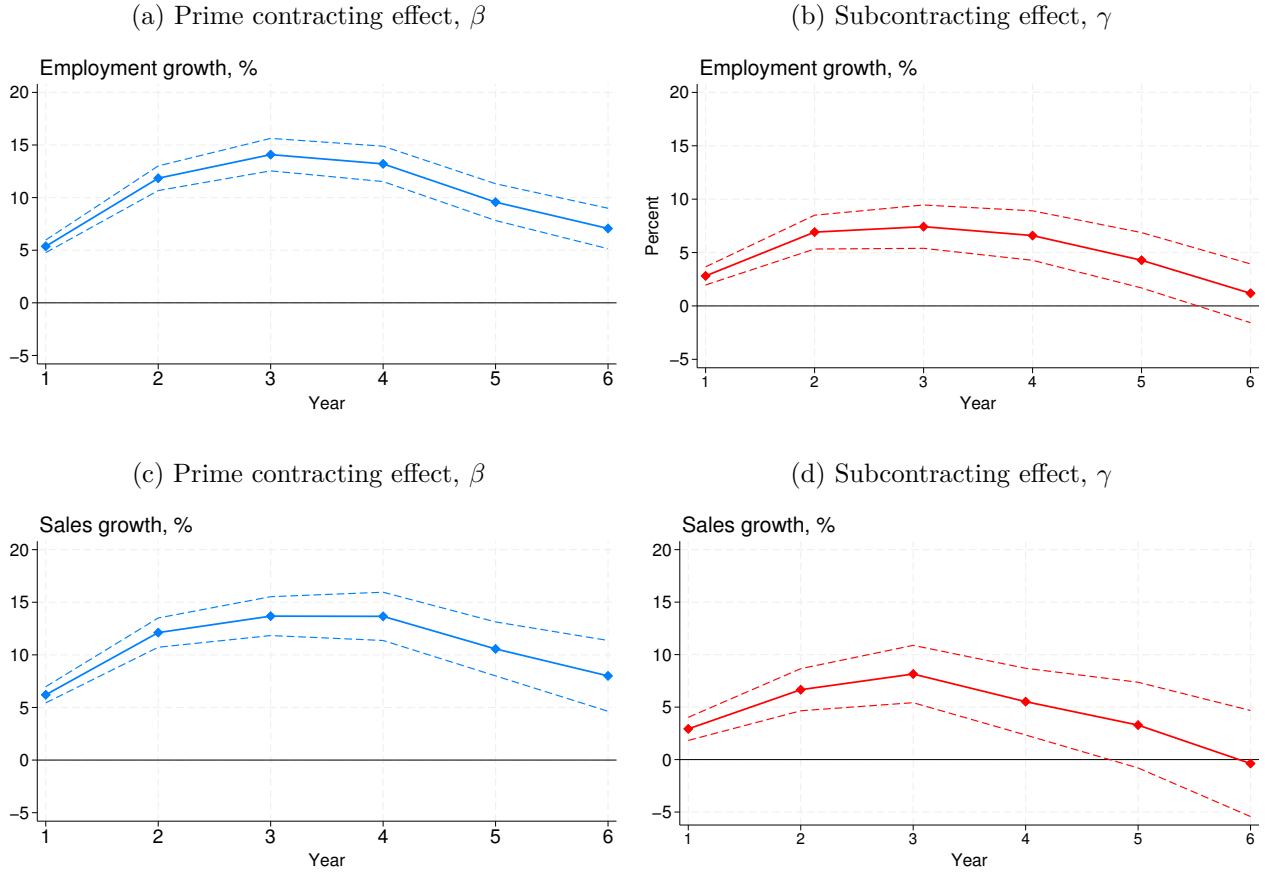 (a) Prime contracting effect, β
Employment growth, %
20
15
10
5
0
−5
1 2 3 4 5 6
Year
(b) Subcontracting effect, γ
Employment growth, %
Percent
20
15
10
5
0
−5
1 2 3 4 5 6
Year
(c) Prime contracting effect, β
Sales growth, %
20
15
10
5
0
−5
1 2 3 4 5 6
Year
(d) Subcontracting effect, γ
Sales growth, %
20
15
10
5
0
−5
1 2 3 4 5 6
Year